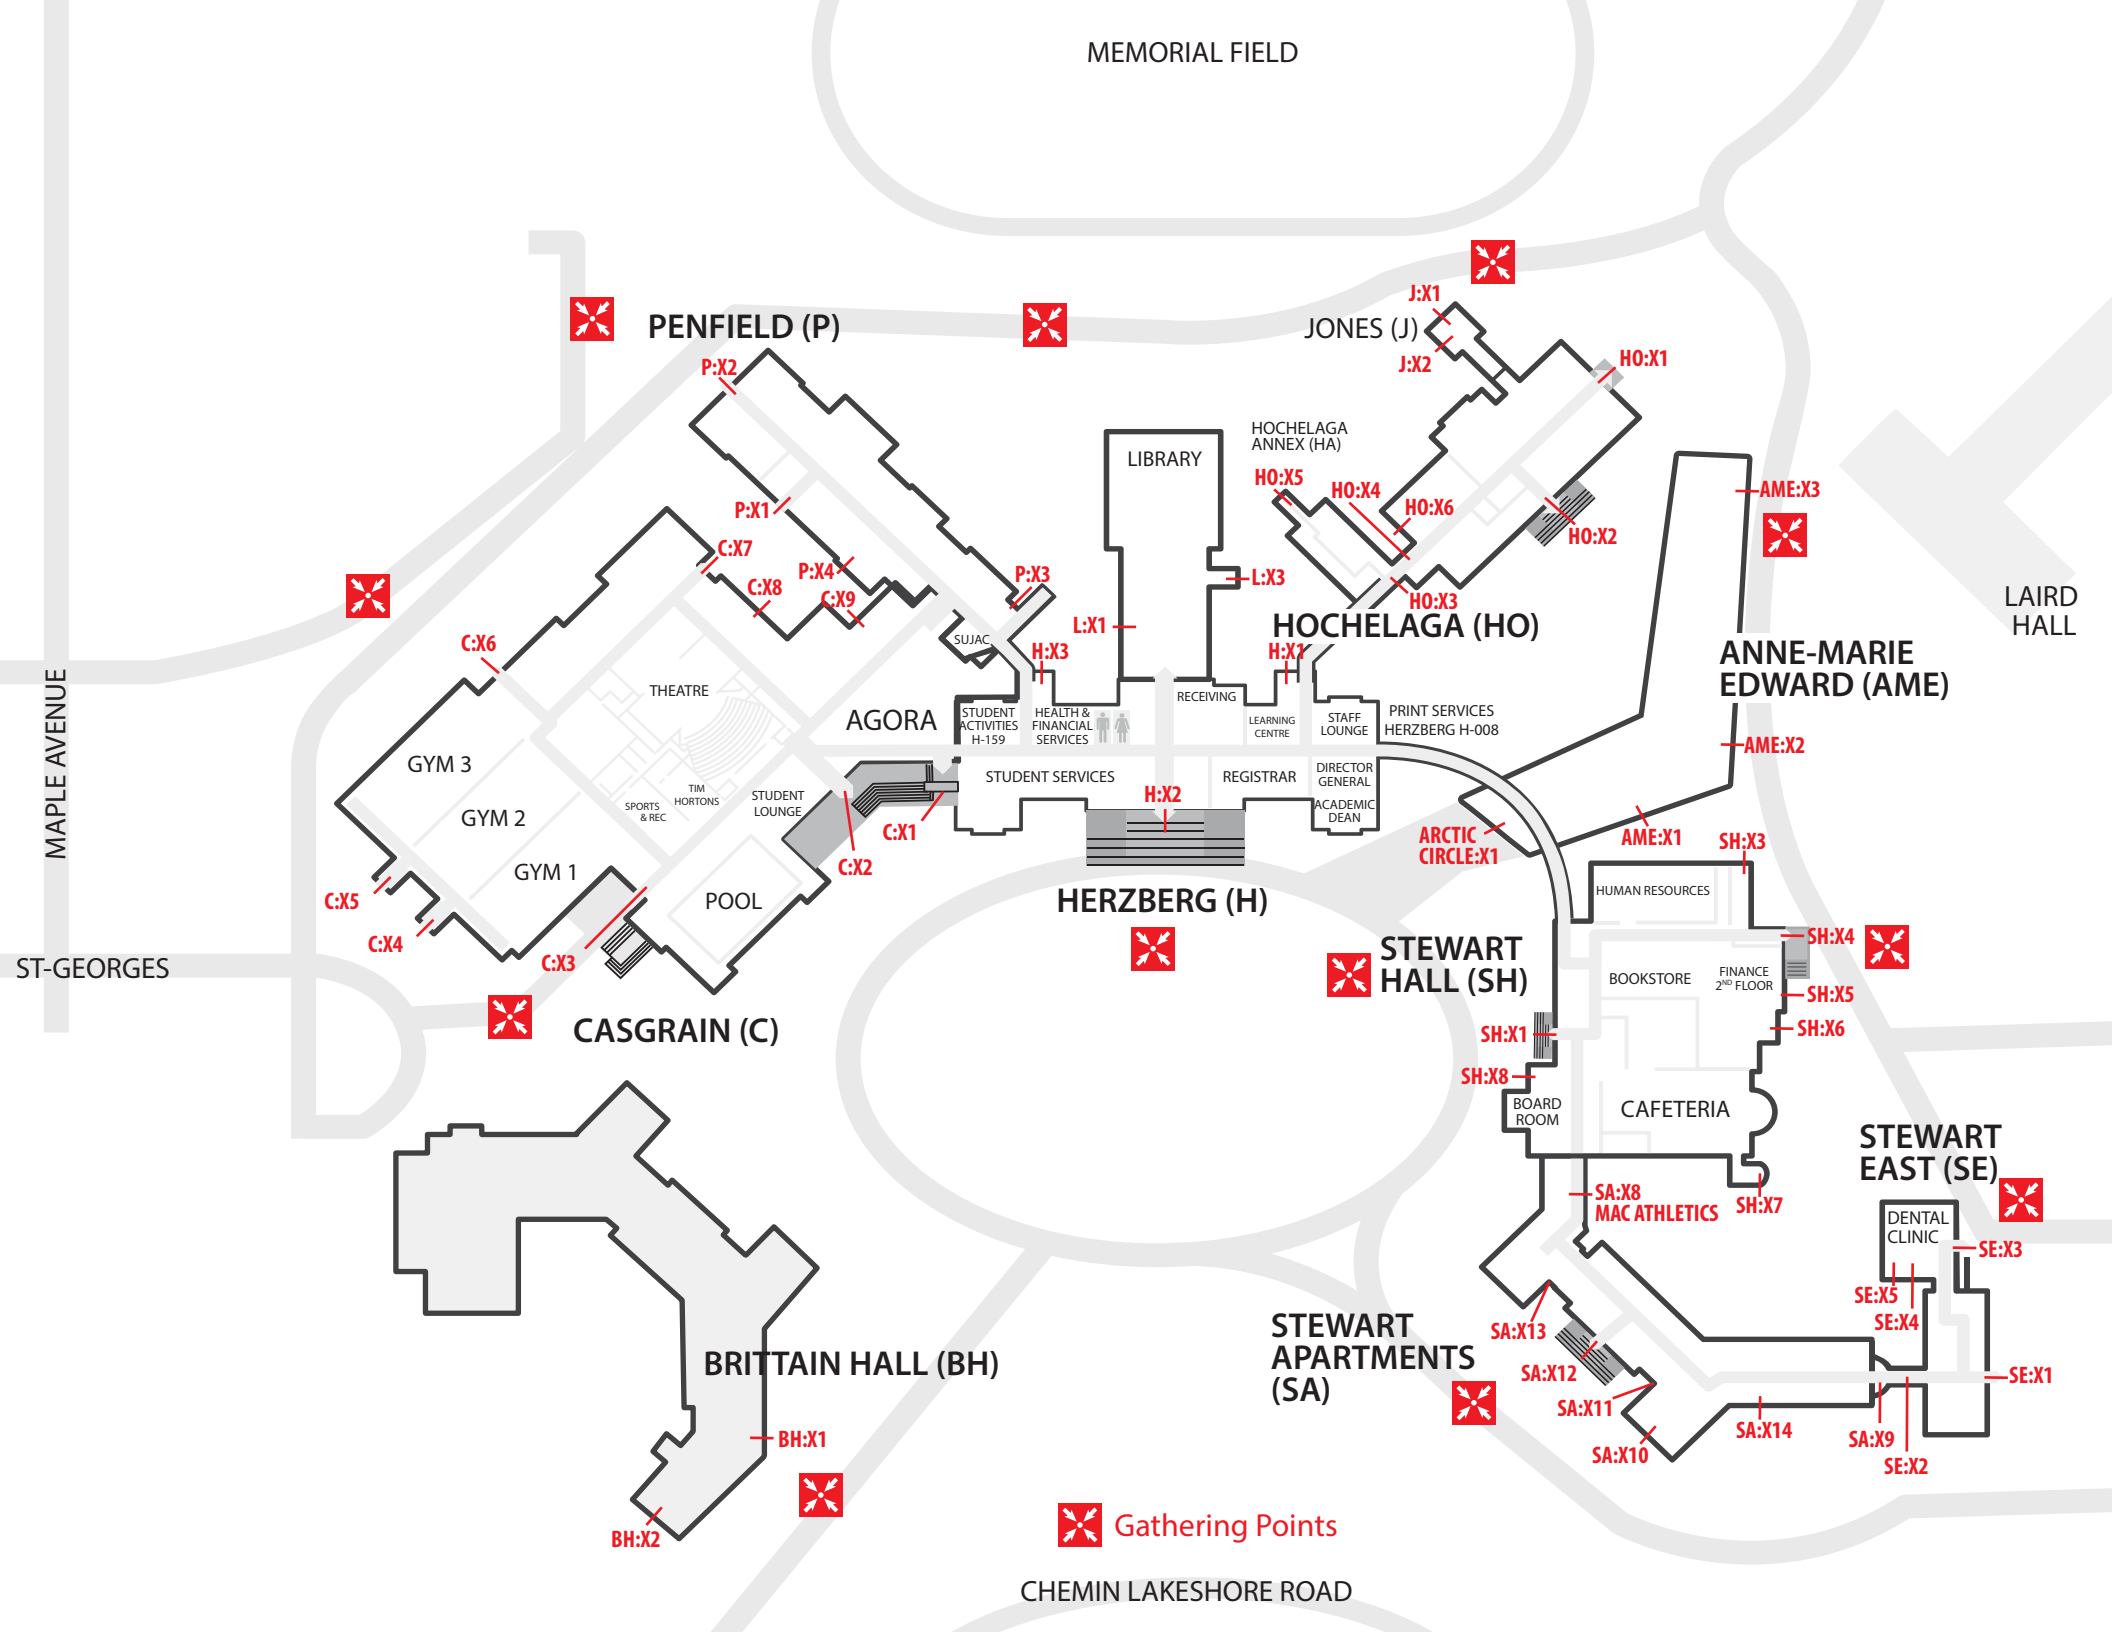 MEMORIAL FIELD
J:X1
PENFIELD (P)
JONES (J)
J:X2
HO:X1
P:X2
HOCHELAGA
ANNEX (HA)
LIBRARY
HO:X5
HO:X4
HO:X6
AME:X3
P:X1
HO:X2
C:X7
P:X4
P:X3
L:X3
C:X8
C:X9
HO:X3
LAIRD
HALL
L:X1
HOCHELAGA (HO)
SUJAC
C:X6
H:X3
H:X1
ANNE-MARIE
EDWARD (AME)
THEATRE
RECEIVING
AGORA
STUDENT
ACTIVITIES
H-159
HEALTH &
FINANCIAL
SERVICES
LEARNING
CENTRE
STAFF
LOUNGE
PRINT SERVICES
HERZBERG H-008
AME:X2
MAPLE AVENUE
GYM 3
STUDENT SERVICES
REGISTRAR
DIRECTOR
GENERAL
TIM
HORTONS
STUDENT
LOUNGE
SPORTS
& REC
H:X2
ACADEMIC
DEAN
GYM 2
C:X1
ARCTIC
CIRCLE:X1
AME:X1
SH:X3
GYM 1
C:X2
HUMAN RESOURCES
C:X5
POOL
HERZBERG (H)
C:X4
STEWART
HALL (SH)
SH:X4
ST-GEORGES
C:X3
BOOKSTORE
FINANCE
2ND FLOOR
SH:X5
CASGRAIN (C)
SH:X1
SH:X6
SH:X8
BOARD
ROOM
CAFETERIA
STEWART
EAST (SE)
SA:X8
MAC ATHLETICS
SH:X7
DENTAL
CLINIC
SE:X3
SE:X5
SE:X4
STEWART
APARTMENTS
(SA)
SA:X13
BRITTAIN HALL (BH)
SA:X12
SE:X1
SA:X11
SA:X14
BH:X1
SA:X9
SA:X10
SE:X2
BH:X2
Gathering Points
CHEMIN LAKESHORE ROAD